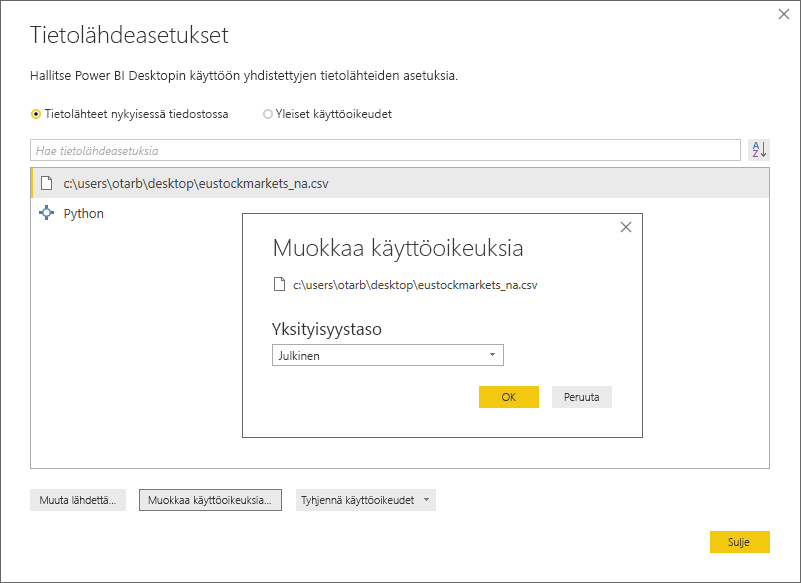 Tietolähdeasetukset
Hallitse Power BI Desktopin käyttöön yhdistettyjen tietolähteiden asetuksia.
Tietolähteet nykyisessä tiedostossa
Yleiset käyttöoikeudet
Hae tietolähdeasetuksia
A
Z
c:\users\otarb\desktop\eustockmarkets_na.csv
Python
Muokkaa käyttöoikeuksia
c:\users\otarb\desktop\eustockmarkets_na.csv
Yksityisyystaso
Julkinen
OK
Peruuta
Muuta lähdettä...
Muokkaa käyttöoikeuksia...
Tyhjennä käyttöoikeudet
Sulje